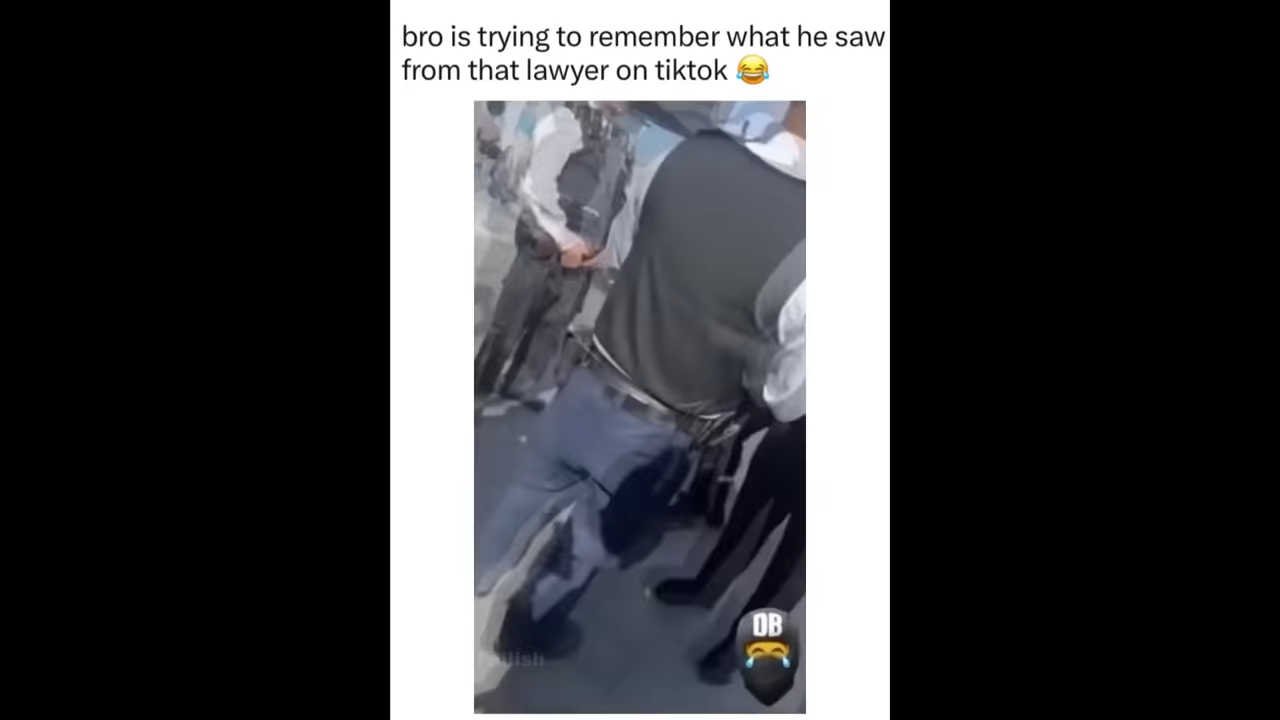 bro is trying to remember what he saw
from that lawyer on tiktok 😂
OB